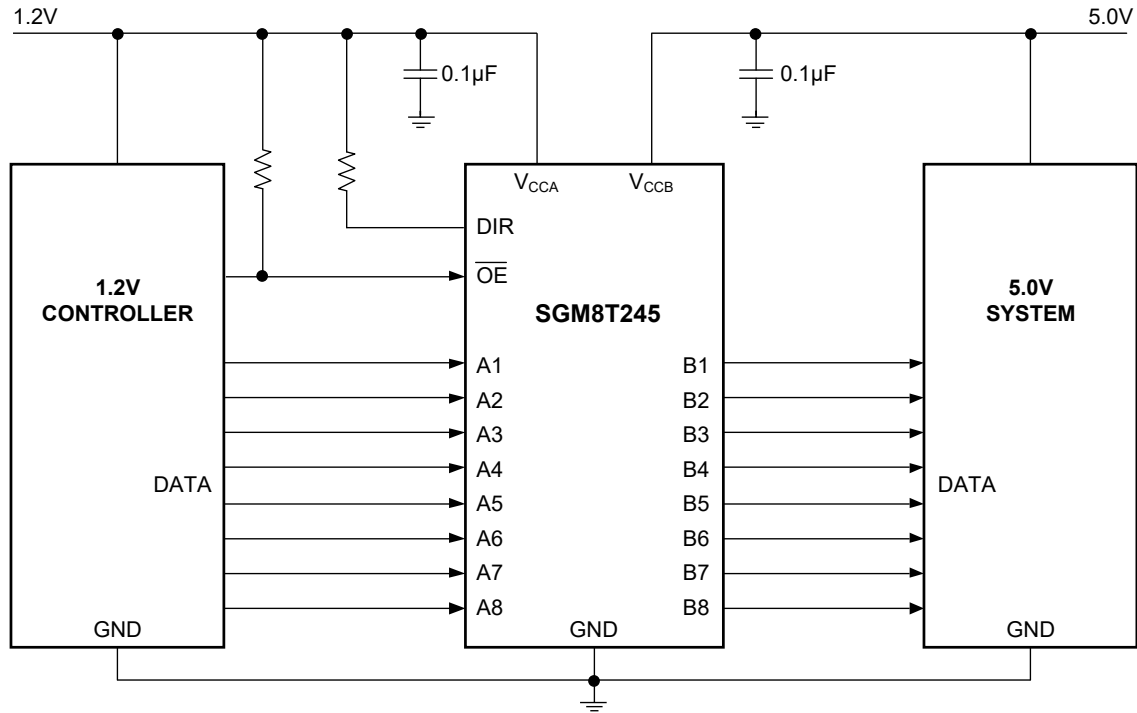 1.2V
5.0V
0.1µF
0.1µF
VCCA
VCCB
DIR
OE
1.2V
CONTROLLER
SGM8T245
5.0V
SYSTEM
A1
B1
A2
B2
A3
B3
A4
B4
DATA
DATA
A5
B5
A6
B6
A7
B7
A8
B8
GND
GND
GND